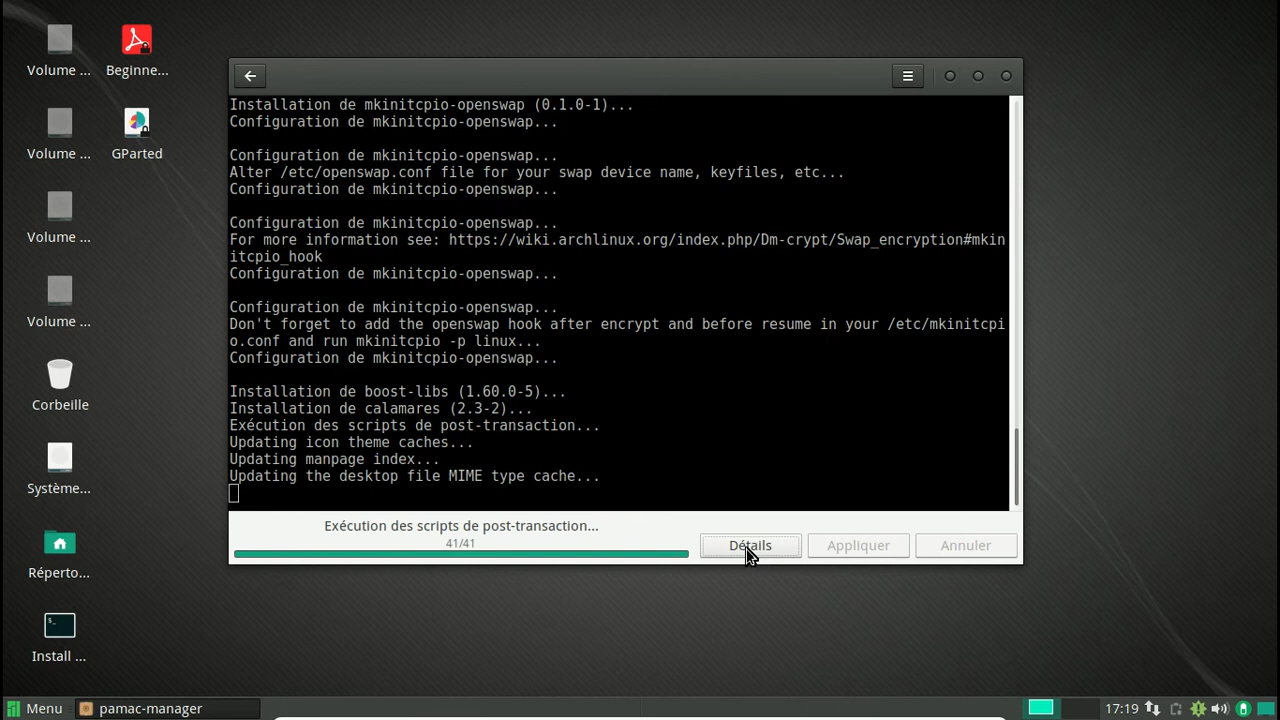 Volume ...
Beginne...
Volume ...
GParted
Volume ...
Volume ...
Corbeille
Système...
Réperto...
$_
Install ...
Installation de mkinitcpio-openswap (0.1.0-1)...
Configuration de mkinitcpio-openswap...
Configuration de mkinitcpio-openswap...
Alter /etc/openswap.conf file for your swap device name, keyfiles, etc...
Configuration de mkinitcpio-openswap...
Configuration de mkinitcpio-openswap...
For more information see: https://wiki.archlinux.org/index.php/Dm-crypt/Swap_encryption#mkin
itcpio_hook
Configuration de mkinitcpio-openswap...
Configuration de mkinitcpio-openswap...
Don't forget to add the openswap hook after encrypt and before resume in your /etc/mkinitcpi
o.conf and run mkinitcpio -p linux...
Configuration de mkinitcpio-openswap...
Installation de boost-libs (1.60.0-5)...
Installation de calamares (2.3-2)...
Exécution des scripts de post-transaction...
Updating icon theme caches...
Updating manpage index...
Updating the desktop file MIME type cache...
Exécution des scripts de post-transaction...
41/41
Détails
Appliquer
Annuler
Menu
pamac-manager
17:19